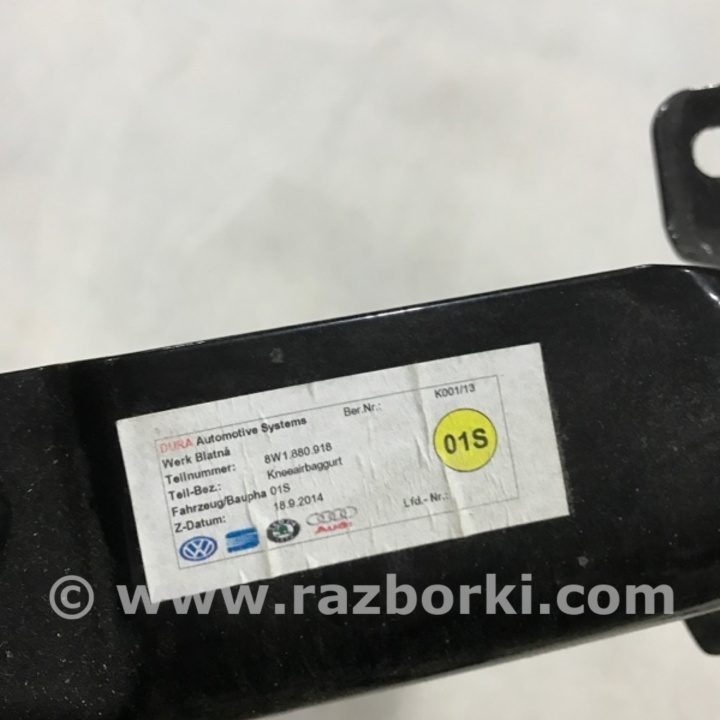 DURA Automotive Systems Ber.Nr.: K001/13
Werk Blatná
Teilnummer: 8W1.880.918
Teil-Bez.: Kneeairbaggurt
Fahrzeug/Baupha 01S
Z-Datum: 18.9.2014 Lfd.- Nr.:
01S
Audi
© www.razborki.com